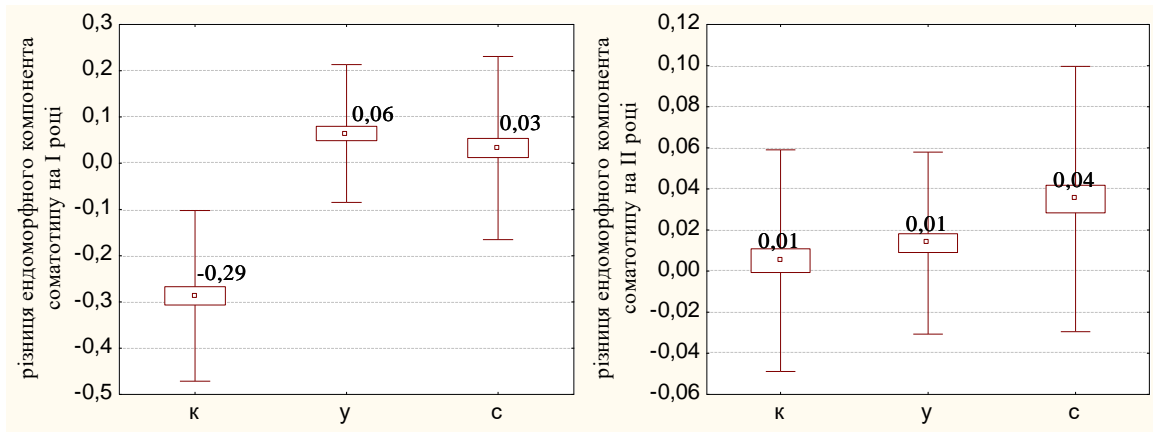 різниця ендоморфного компонента
соматотипу на I році
0,3
0,2
0,1
0,0
-0,1
-0,2
-0,3
-0,4
-0,5
-0,29
0,06
0,03
к
у
с
різниця ендоморфного компонента
соматотипу на II році
0,12
0,10
0,08
0,06
0,04
0,02
0,00
-0,02
-0,04
-0,06
0,01
0,01
0,04
к
у
с